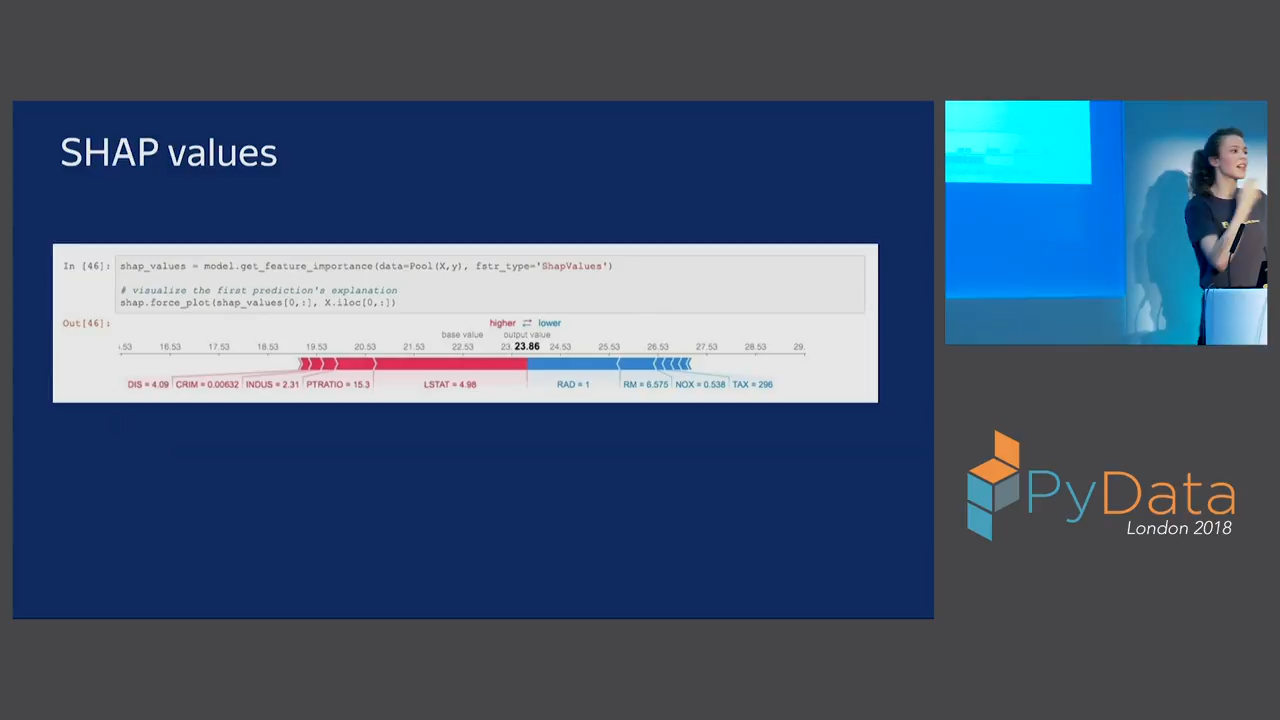 SHAP values
In [46]: shap_values = model.get_feature_importance(data=Pool(X,y), fstr_type='ShapValues')
# visualize the first prediction's explanation
shap.force_plot(shap_values[0,:], X.iloc[0,:])
Out[46]:
higher ⇄ lower
base value output value
.53 16.53 17.53 18.53 19.53 20.53 21.53 22.53 23. 23.86 24.53 25.53 26.53 27.53 28.53 29.
DIS = 4.09 CRIM = 0.00632 INDUS = 2.31 PTRATIO = 15.3 LSTAT = 4.98 RAD = 1 RM = 6.575 NOX = 0.538 TAX = 296
PyData
London 2018